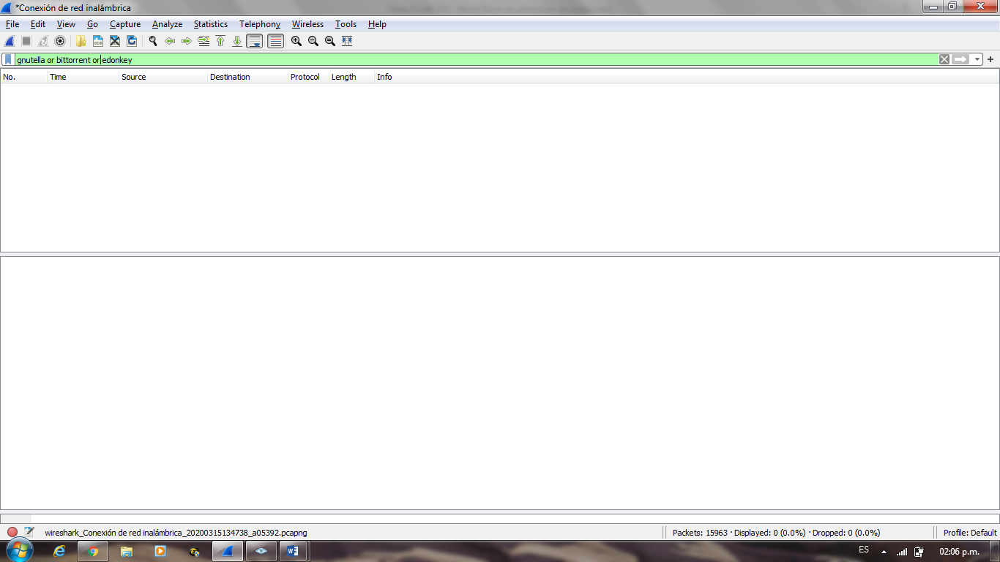 *Conexión de red inalámbrica
File Edit View Go Capture Analyze Statistics Telephony Wireless Tools Help
gnutella or bittorrent or edonkey
No. Time Source Destination Protocol Length Info
wireshark_Conexión de red inalámbrica_20200315134738_a05392.pcapng Packets: 15963 · Displayed: 0 (0.0%) · Dropped: 0 (0.0%) Profile: Default
ES 02:06 p.m.